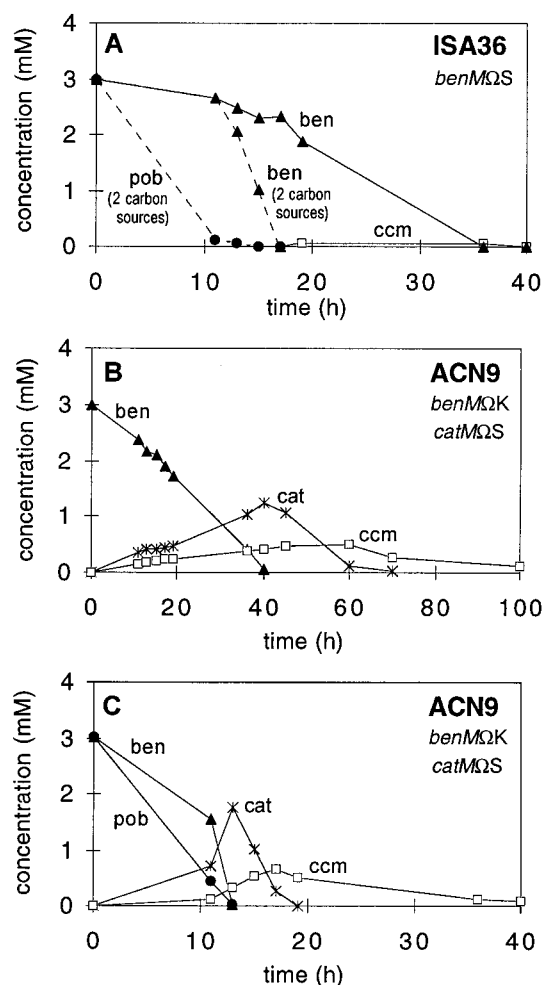 A
ISA36
benMΩS
concentration (mM)
4
3
2
1
0
ben
pob
(2 carbon
sources)
ben
(2 carbon
sources)
ccm
0 10 20 30 40
time (h)
B
ACN9
benMΩK
catMΩS
concentration (mM)
4
3
2
1
0
ben
cat
ccm
0 20 40 60 80 100
time (h)
C
ACN9
benMΩK
catMΩS
concentration (mM)
4
3
2
1
0
ben
pob
cat
ccm
0 10 20 30 40
time (h)